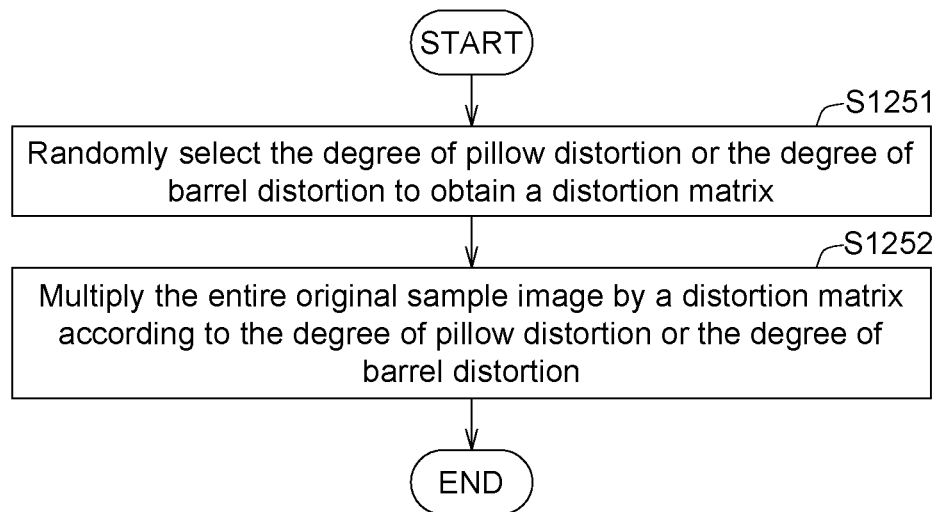 START
S1251
Randomly select the degree of pillow distortion or the degree of
barrel distortion to obtain a distortion matrix
S1252
Multiply the entire original sample image by a distortion matrix
according to the degree of pillow distortion or the degree of
barrel distortion
END